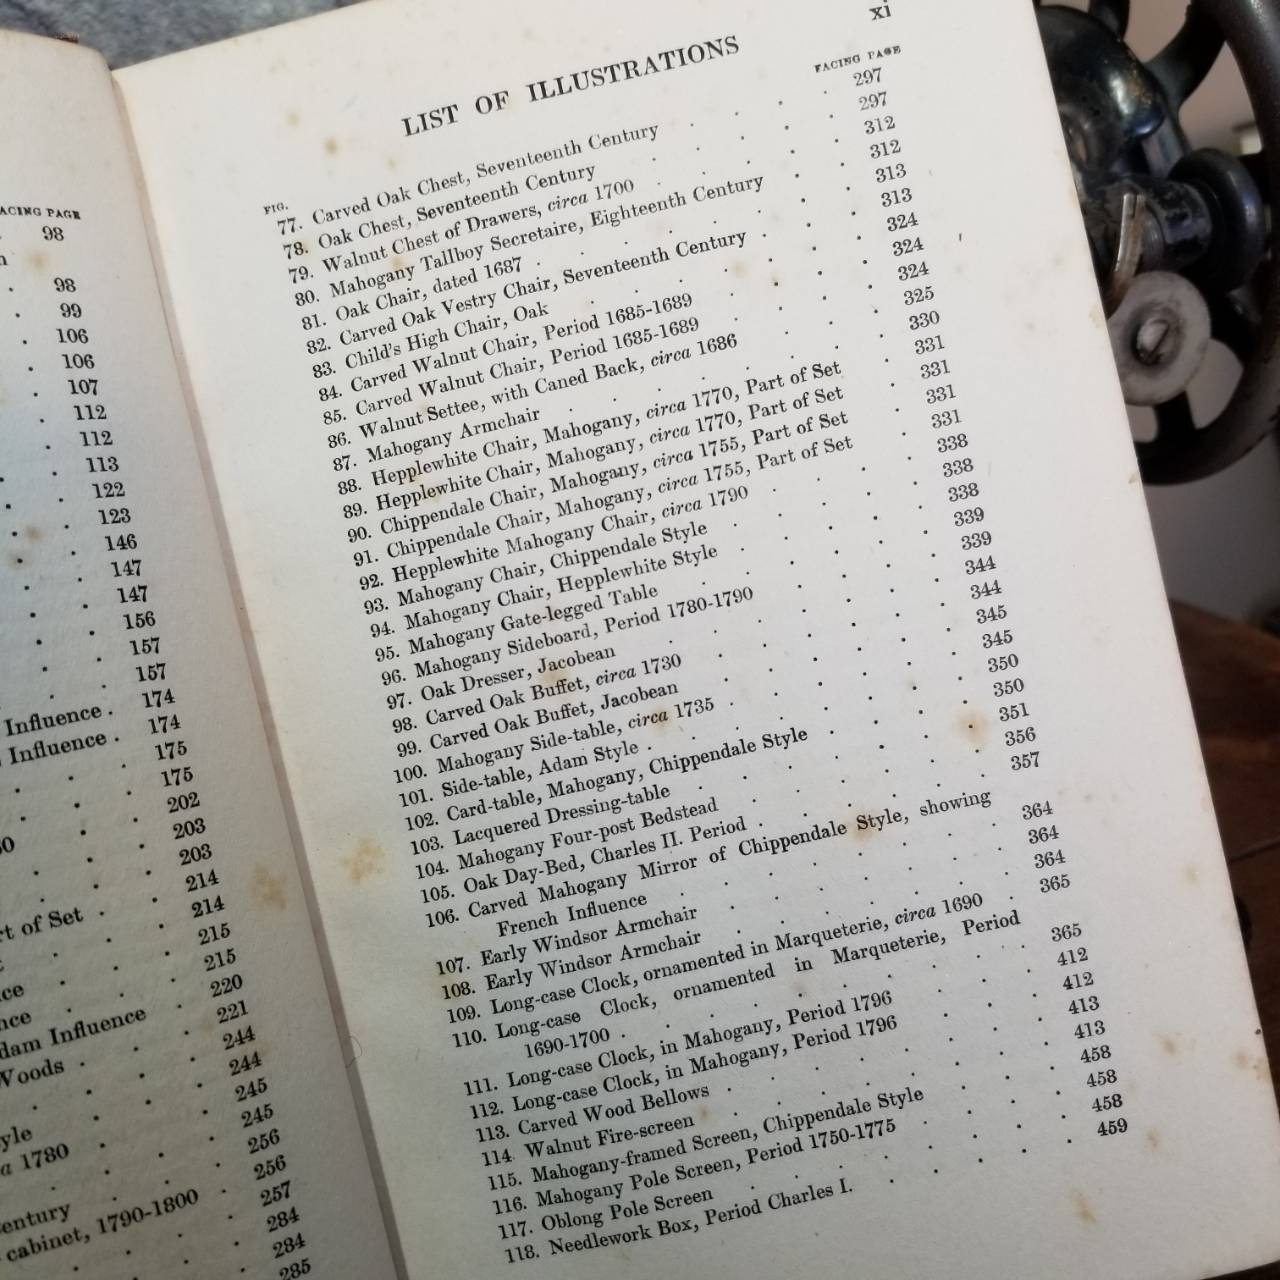 FACING PAGE
98
98
99
106
106
107
112
112
113
122
123
146
147
147
156
157
157
Influence . 174
Influence . 174
175
175
202
203
203
214
rt of Set . 214
215
215
220
dam Influence . 221
Woods . 244
244
245
tyle 245
a 1780 256
256
entury 257
cabinet, 1790-1800 284
284
285
xi
LIST OF ILLUSTRATIONS
FIG. FACING PAGE
77. Carved Oak Chest, Seventeenth Century . . 297
78. Oak Chest, Seventeenth Century . . . 297
79. Walnut Chest of Drawers, circa 1700 . . . 312
80. Mahogany Tallboy Secretaire, Eighteenth Century . . 312
81. Oak Chair, dated 1687 . . . . . 313
82. Carved Oak Vestry Chair, Seventeenth Century . . . 313
83. Child's High Chair, Oak . . . . . 324
84. Carved Walnut Chair, Period 1685-1689 . . . 324
85. Carved Walnut Chair, Period 1685-1689 . . . 324
86. Walnut Settee, with Caned Back, circa 1686 . . . 325
87. Mahogany Armchair . . . . . 330
88. Hepplewhite Chair, Mahogany, circa 1770, Part of Set . 331
89. Hepplewhite Chair, Mahogany, circa 1770, Part of Set . 331
90. Chippendale Chair, Mahogany, circa 1755, Part of Set . 331
91. Chippendale Chair, Mahogany, circa 1755, Part of Set . 331
92. Hepplewhite Mahogany Chair, circa 1790 . . . 338
93. Mahogany Chair, Chippendale Style . . . 338
94. Mahogany Chair, Hepplewhite Style . . . 338
95. Mahogany Gate-legged Table . . . . 339
96. Mahogany Sideboard, Period 1780-1790 . . . 339
97. Oak Dresser, Jacobean . . . . . 344
98. Carved Oak Buffet, circa 1730 . . . . 344
99. Carved Oak Buffet, Jacobean . . . . 345
100. Mahogany Side-table, circa 1735 . . . . 345
101. Side-table, Adam Style . . . . . 350
102. Card-table, Mahogany, Chippendale Style . . . 350
103. Lacquered Dressing-table . . . . 351
104. Mahogany Four-post Bedstead . . . . 356
105. Oak Day-Bed, Charles II. Period . . . . 357
106. Carved Mahogany Mirror of Chippendale Style, showing
French Influence . . . . . 364
107. Early Windsor Armchair . . . . 364
108. Early Windsor Armchair . . . . 364
109. Long-case Clock, ornamented in Marqueterie, circa 1690 . 365
110. Long-case Clock, ornamented in Marqueterie, Period
1690-1700 . . . . . 365
111. Long-case Clock, in Mahogany, Period 1796 . . . 412
112. Long-case Clock, in Mahogany, Period 1796 . . . 412
113. Carved Wood Bellows . . . . . 413
114. Walnut Fire-screen . . . . . 413
115. Mahogany-framed Screen, Chippendale Style . . . 458
116. Mahogany Pole Screen, Period 1750-1775 . . . 458
117. Oblong Pole Screen . . . . . 458
118. Needlework Box, Period Charles I. . . . . 459